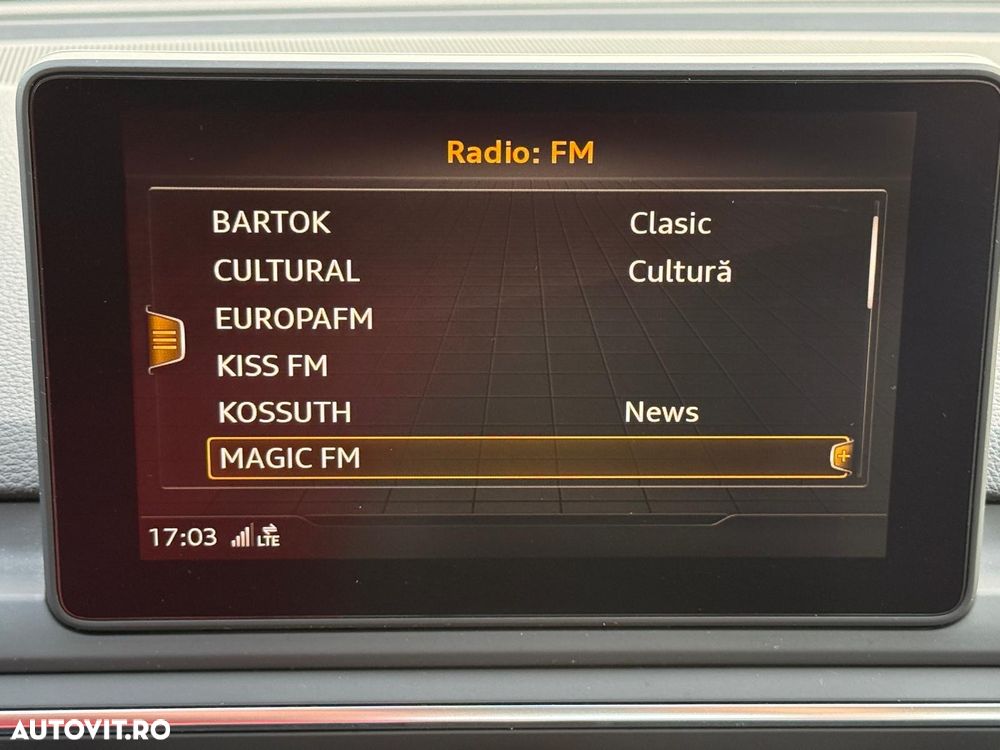 Radio: FM
BARTOK Clasic
CULTURAL Cultură
EUROPAFM
KISS FM
KOSSUTH News
MAGIC FM
17:03 LTE
AUTOVIT.RO